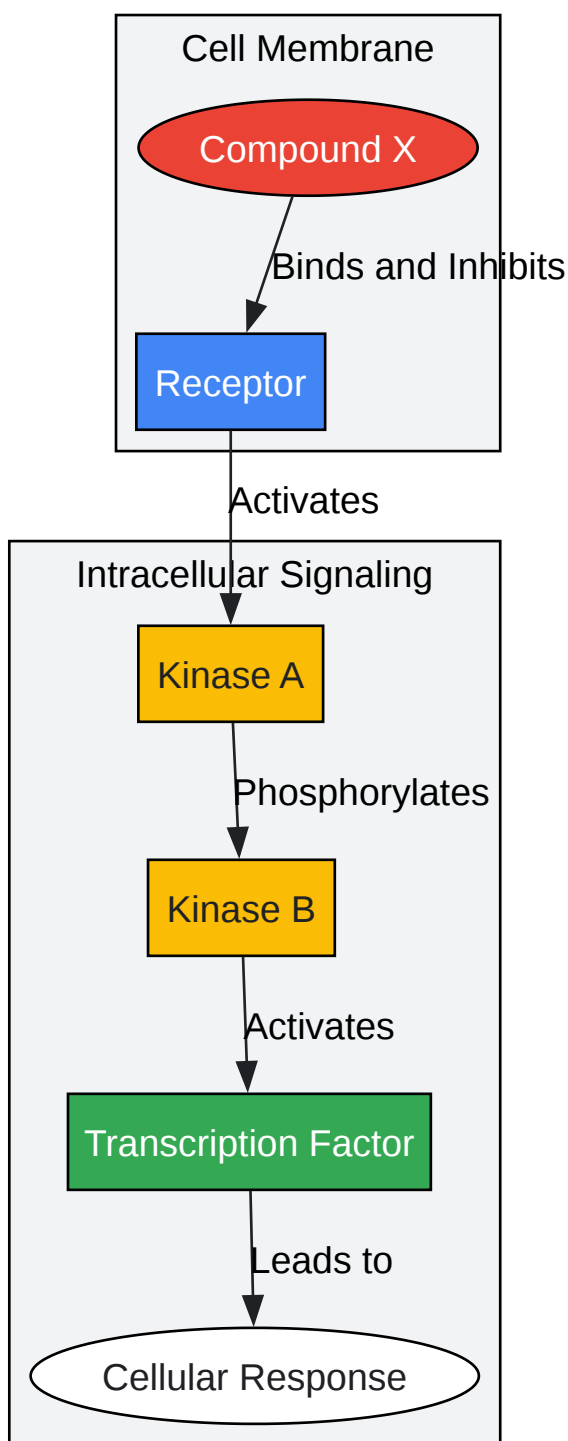 Cell Membrane
Compound X
Binds and Inhibits
Receptor
Activates
Intracellular Signaling
Kinase A
Phosphorylates
Kinase B
Activates
Transcription Factor
Leads to
Cellular Response